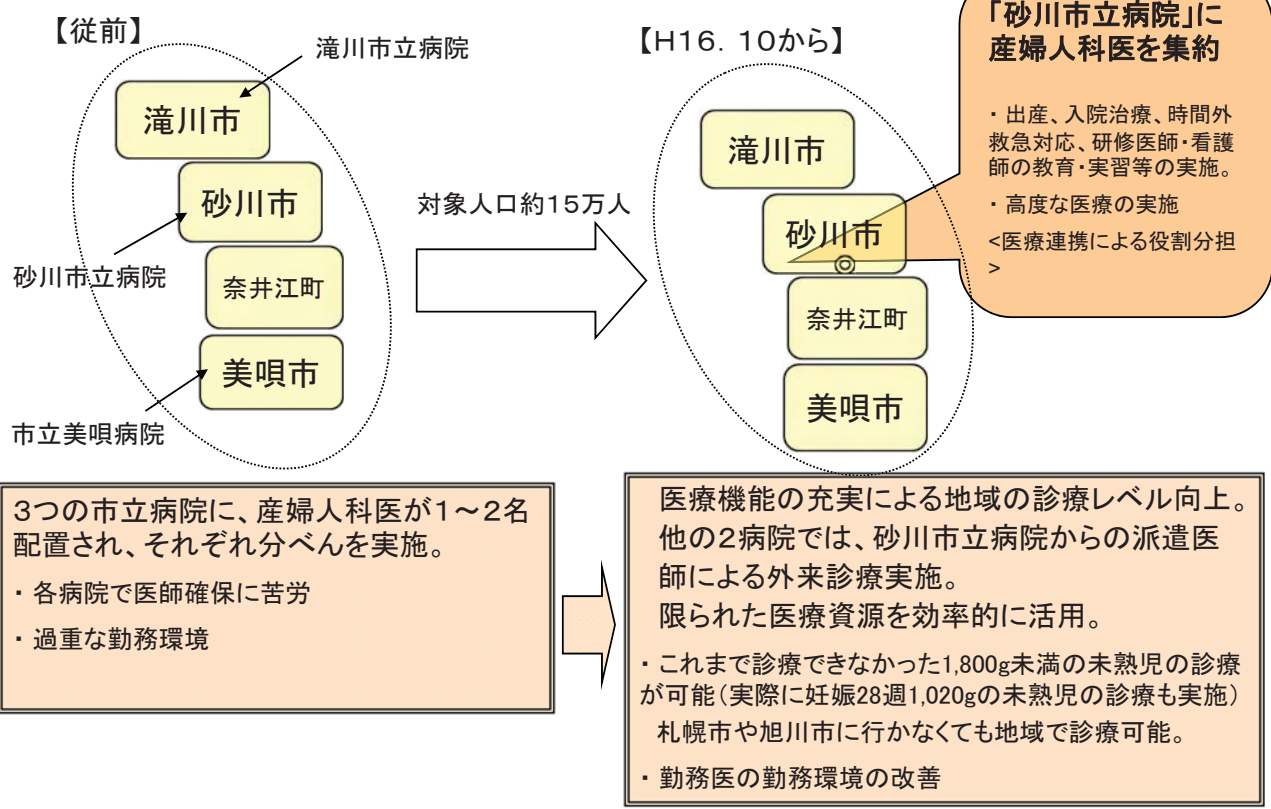 【従前】
滝川市立病院
滝川市
砂川市
砂川市立病院
奈井江町
美唄市
市立美唄病院
対象人口約15万人
【H16．10から】
滝川市
砂川市
◎
奈井江町
美唄市
「砂川市立病院」に
産婦人科医を集約
・ 出産、入院治療、時間外
救急対応、研修医師・看護
師の教育・実習等の実施。
・ 高度な医療の実施
<医療連携による役割分担
>
3つの市立病院に、産婦人科医が1～2名
配置され、それぞれ分べんを実施。
・ 各病院で医師確保に苦労
・ 過重な勤務環境
医療機能の充実による地域の診療レベル向上。
他の2病院では、砂川市立病院からの派遣医
師による外来診療実施。
限られた医療資源を効率的に活用。
・ これまで診療できなかった1,800g未満の未熟児の診療
が可能（実際に妊娠28週1,020gの未熟児の診療も実施）
札幌市や旭川市に行かなくても地域で診療可能。
・ 勤務医の勤務環境の改善